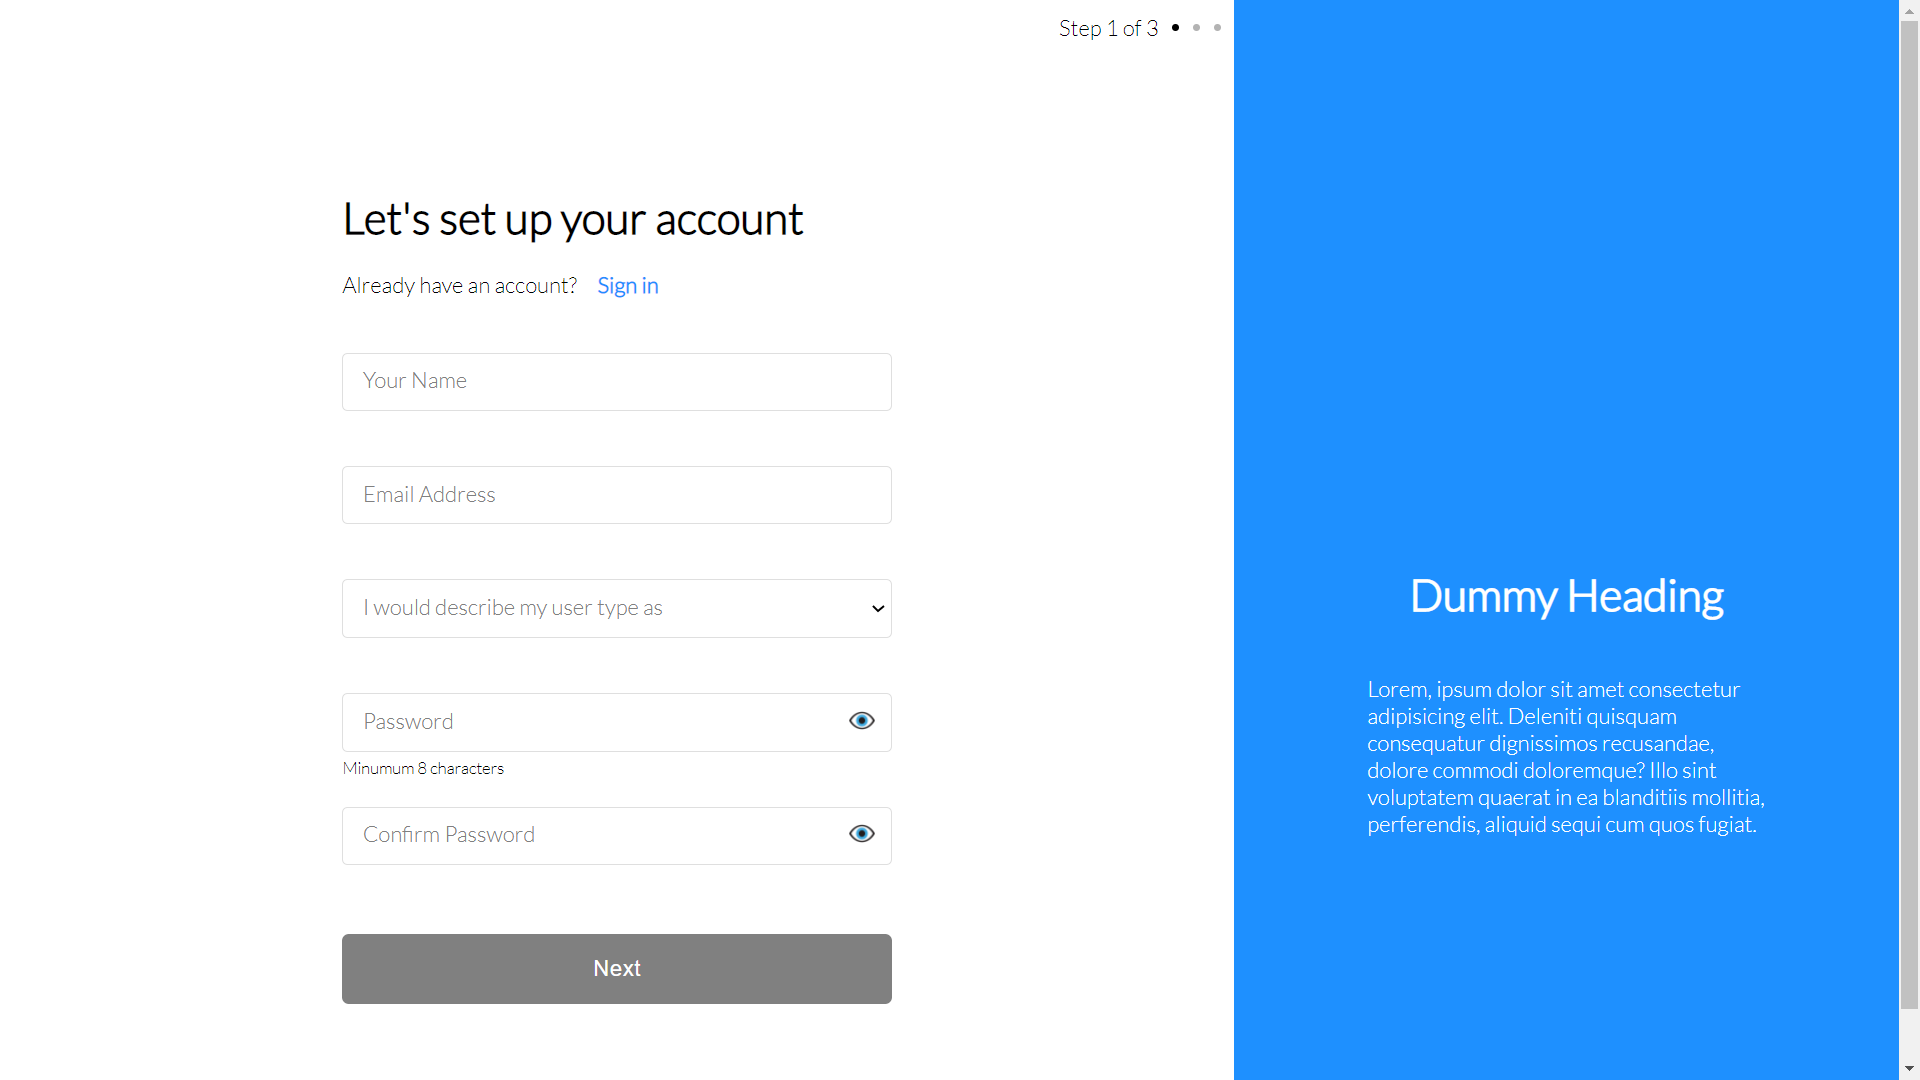 Step 1 of 3
Let's set up your account
Already have an account? Sign in
Your Name
Email Address
I would describe my user type as
Password
Minumum 8 characters
Confirm Password
Next
Dummy Heading
Lorem, ipsum dolor sit amet consectetur
adipisicing elit. Deleniti quisquam
consequatur dignissimos recusandae,
dolore commodi doloremque? Illo sint
voluptatem quaerat in ea blanditiis mollitia,
perferendis, aliquid sequi cum quos fugiat.